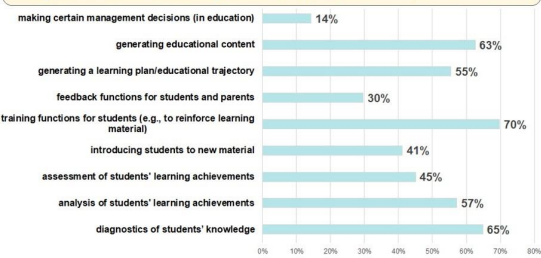 making certain management decisions (in education)
14%
generating educational content
63%
generating a learning plan/educational trajectory
55%
feedback functions for students and parents
30%
training functions for students (e.g., to reinforce learning
material)
70%
introducing students to new material
41%
assessment of students' learning achievements
45%
analysis of students' learning achievements
57%
diagnostics of students' knowledge
65%
0% 10% 20% 30% 40% 50% 60% 70% 80%